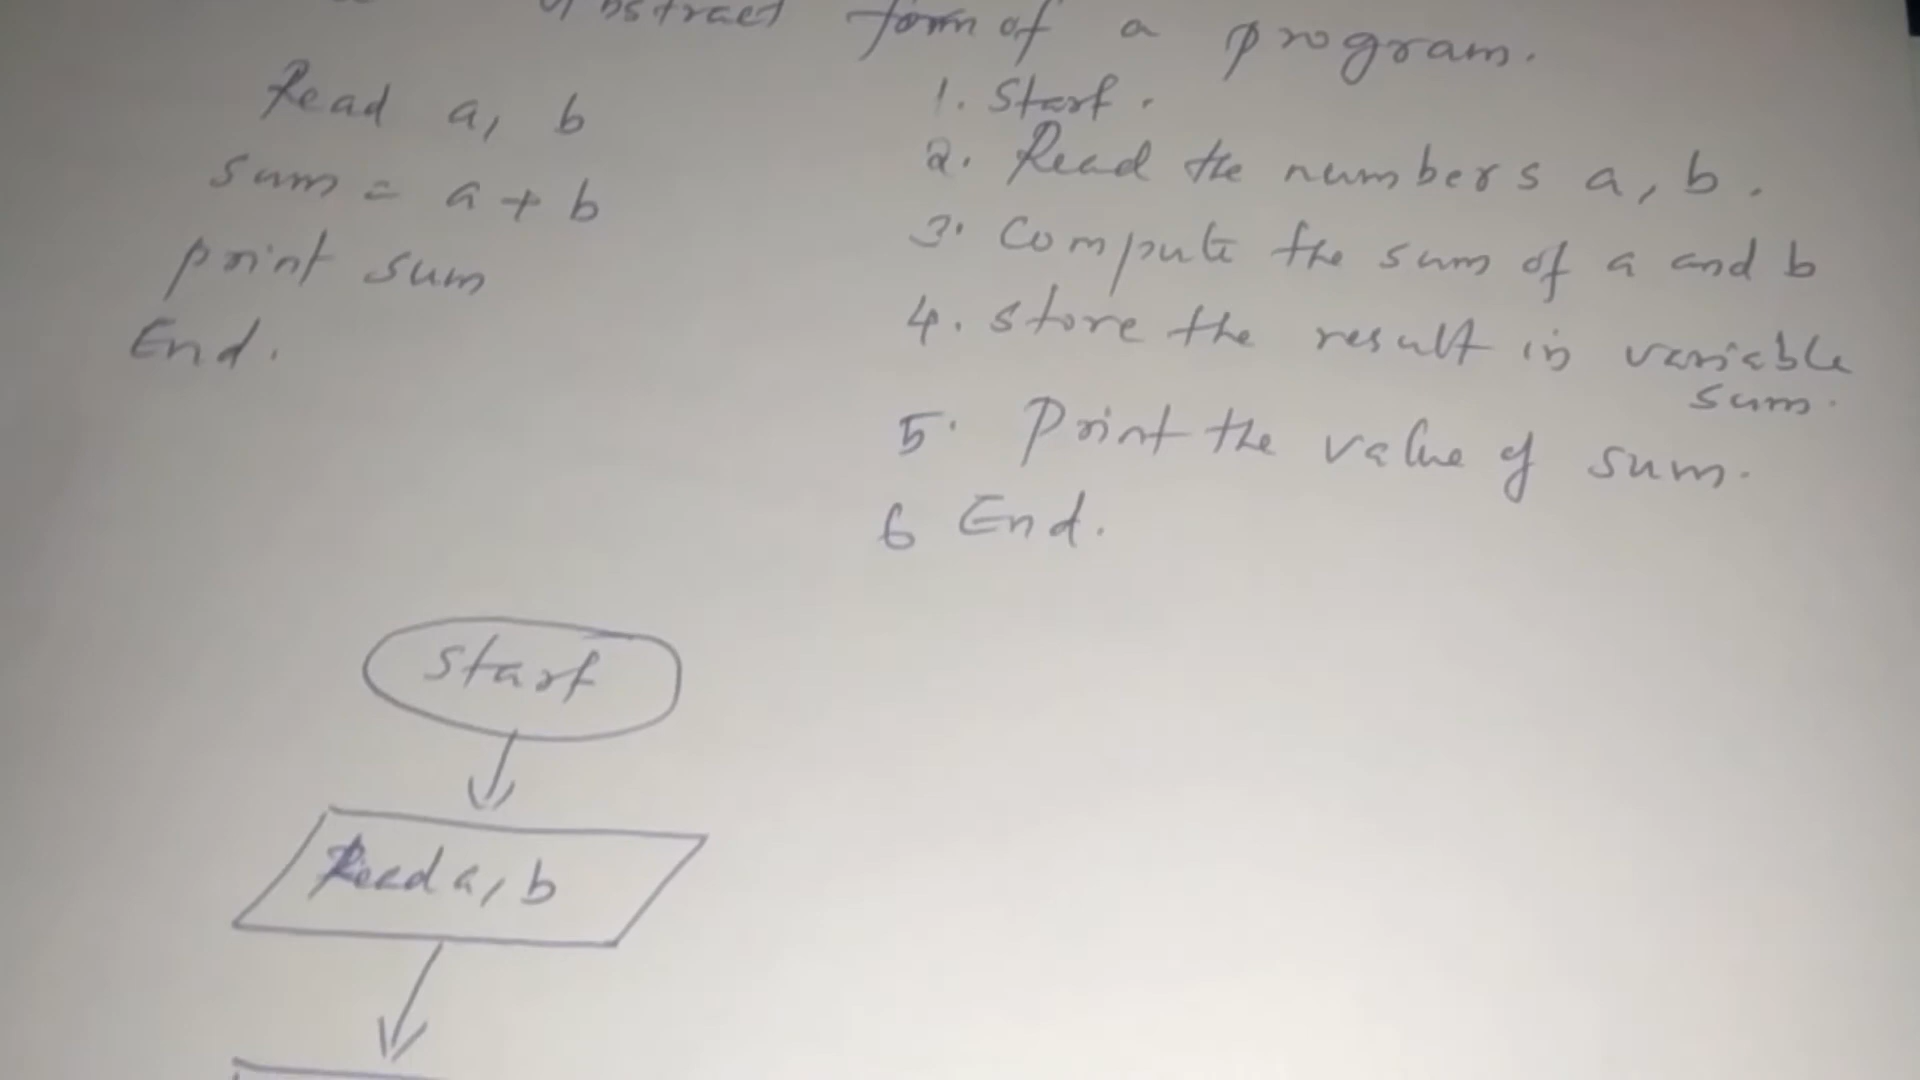 Abstract form of a program.
Read a, b
sum = a + b
print sum
End.
1. Start.
2. Read the numbers a, b.
3. Compute the sum of a and b
4. store the result in variable
sum.
5. Print the value of sum.
6 End.
Start
Read a, b